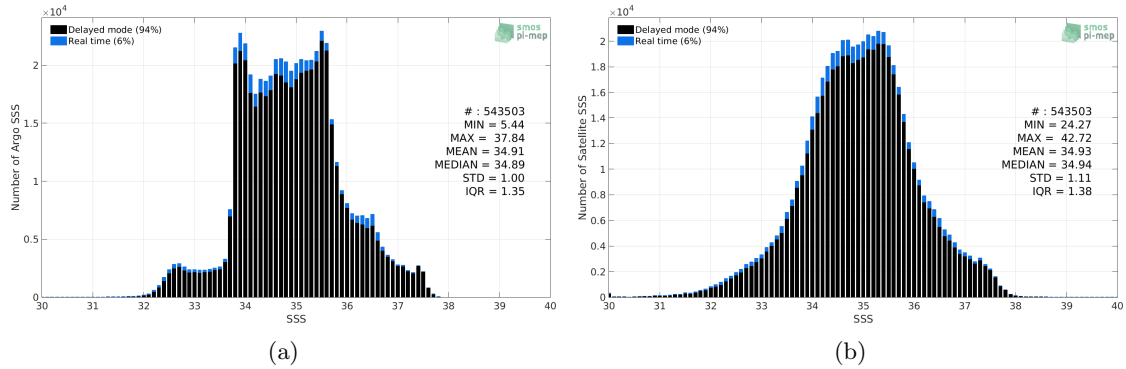 ×10⁴
Delayed mode (94%)
Real time (6%)
smos
pi-mep
# : 543503
MIN = 5.44
MAX = 37.84
MEAN = 34.91
MEDIAN = 34.89
STD = 1.00
IQR = 1.35
Number of Argo SSS
2
1.5
1
0.5
0
30 31 32 33 34 35 36 37 38 39 40
SSS
(a)
×10⁴
Delayed mode (94%)
Real time (6%)
smos
pi-mep
# : 543503
MIN = 24.27
MAX = 42.72
MEAN = 34.93
MEDIAN = 34.94
STD = 1.11
IQR = 1.38
Number of Satellite SSS
2
1.8
1.6
1.4
1.2
1
0.8
0.6
0.4
0.2
0
30 31 32 33 34 35 36 37 38 39 40
SSS
(b)